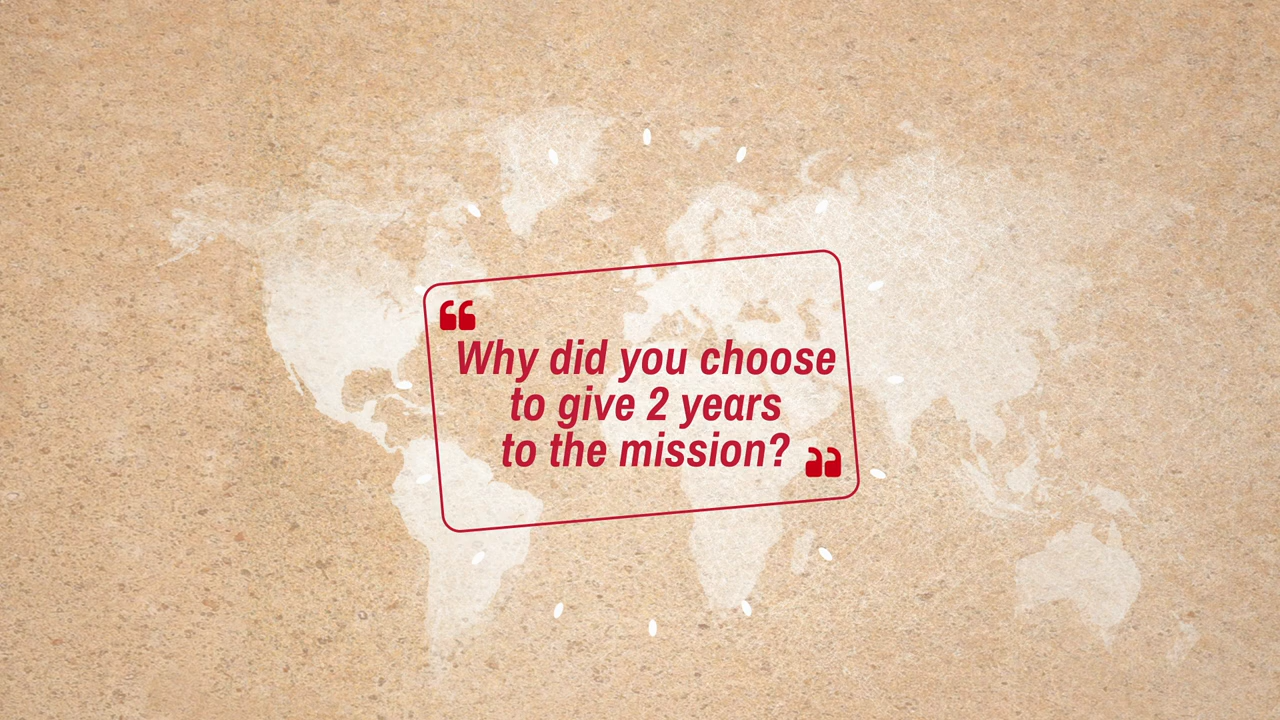 “Why did you choose
to give 2 years
to the mission?”